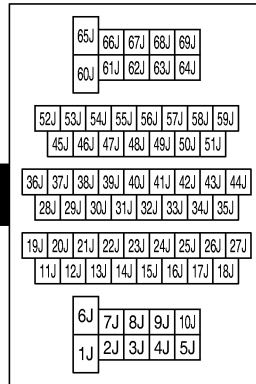 65J 66J 67J 68J 69J
60J 61J 62J 63J 64J
52J 53J 54J 55J 56J 57J 58J 59J
45J 46J 47J 48J 49J 50J 51J
36J 37J 38J 39J 40J 41J 42J 43J 44J
28J 29J 30J 31J 32J 33J 34J 35J
19J 20J 21J 22J 23J 24J 25J 26J 27J
11J 12J 13J 14J 15J 16J 17J 18J
6J 7J 8J 9J 10J
1J 2J 3J 4J 5J